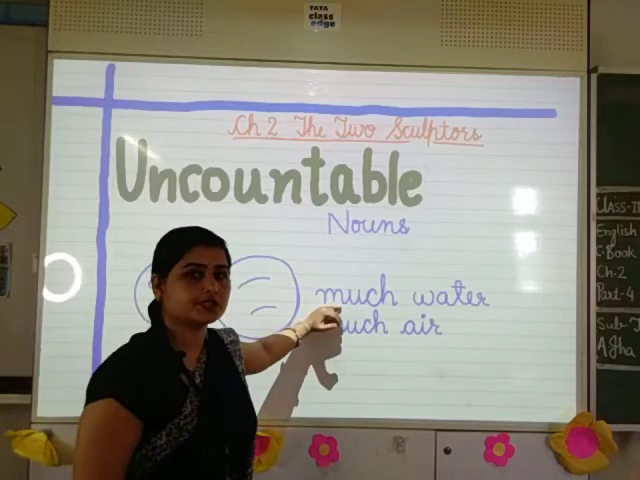 TATA
class
edge
Ch 2 The Two Sculptors
Uncountable
Nouns
much water
much air
CLASS-II
English
C.Book
Ch-2
Part-4
Sub-T
A Jha